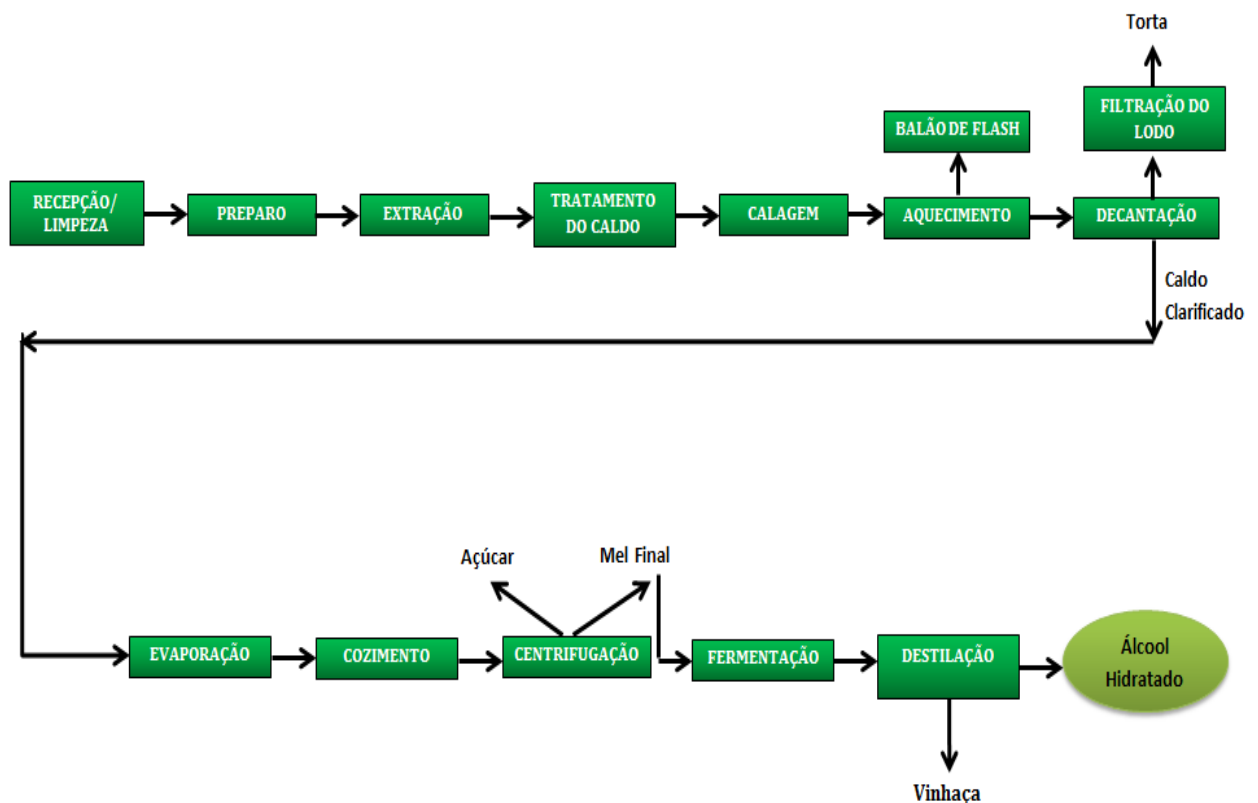 Torta
BALÃO DE FLASH
FILTRAÇÃO DO
LODO
RECEPÇÃO/
LIMPEZA
PREPARO
EXTRAÇÃO
TRATAMENTO
DO CALDO
CALAGEM
AQUECIMENTO
DECANTAÇÃO
Caldo
Clarificado
Açúcar
Mel Final
EVAPORAÇÃO
COZIMENTO
CENTRIFUGAÇÃO
FERMENTAÇÃO
DESTILAÇÃO
Álcool
Hidratado
Vinhaça